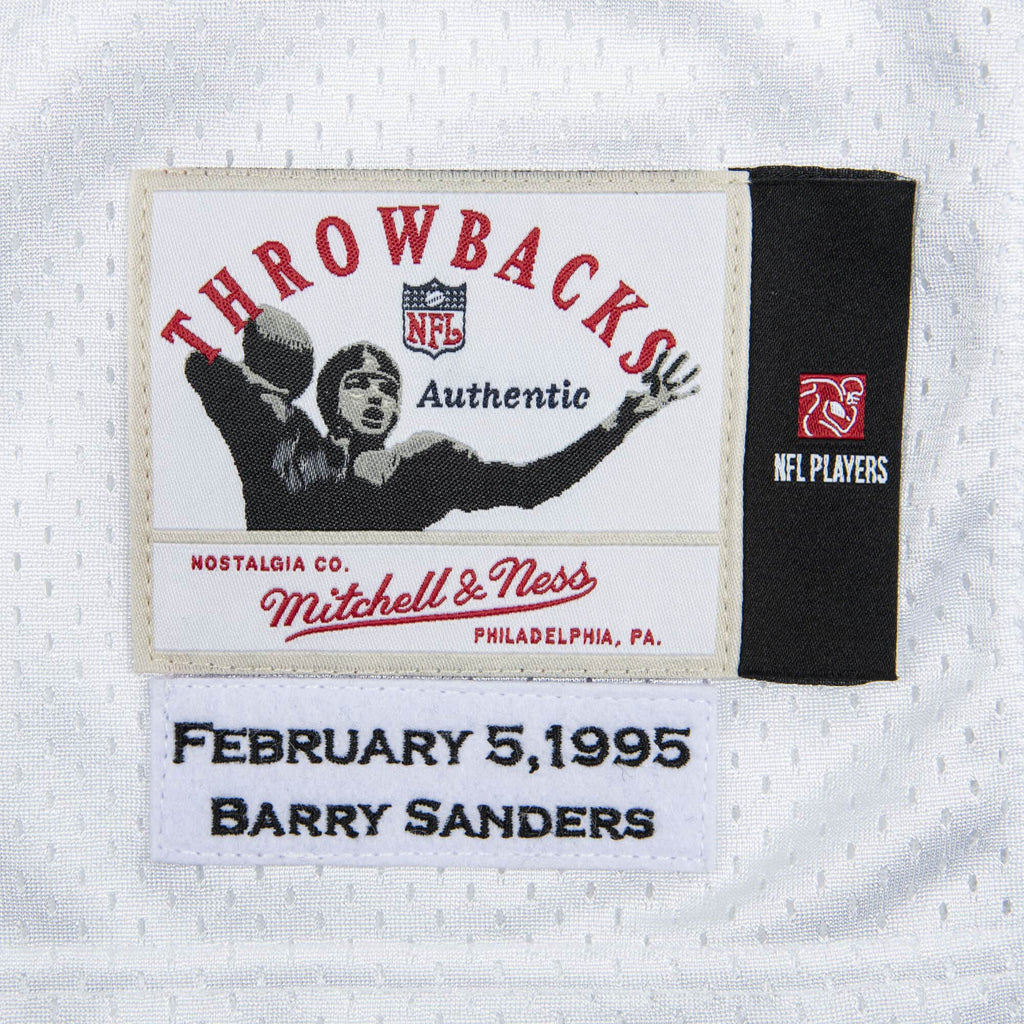 THROWBACKS
NFL
Authentic
NOSTALGIA CO.
Mitchell & Ness
PHILADELPHIA, PA.
NFL PLAYERS
FEBRUARY 5,1995
BARRY SANDERS